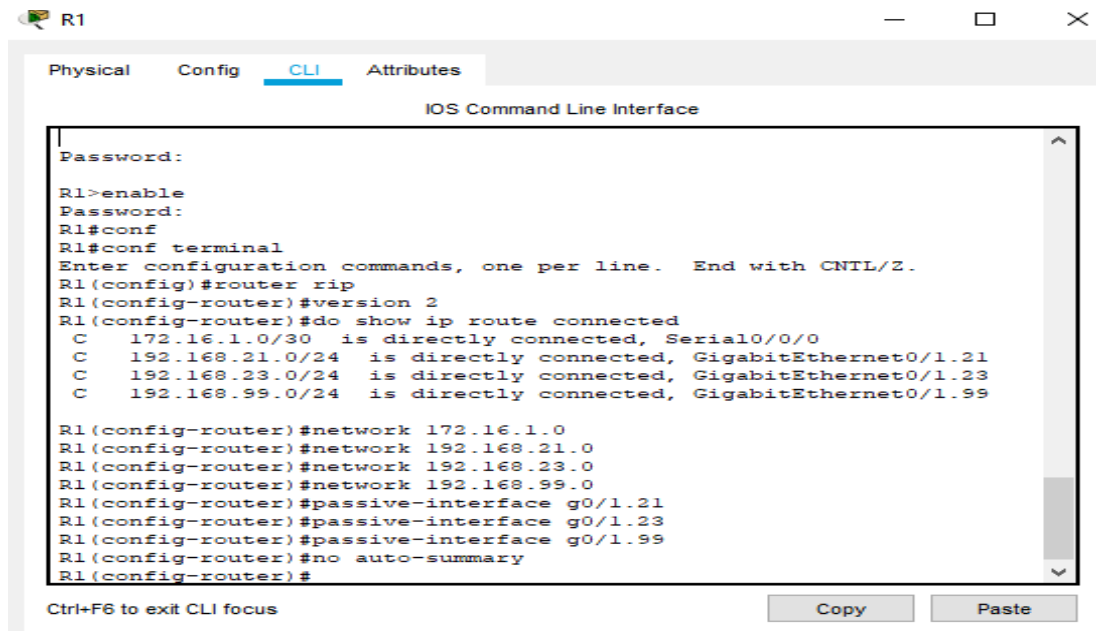 R1
Physical Config CLI Attributes
IOS Command Line Interface
Password:
R1>enable
Password:
R1#conf
R1#conf terminal
Enter configuration commands, one per line.  End with CNTL/Z.
R1(config)#router rip
R1(config-router)#version 2
R1(config-router)#do show ip route connected
C   172.16.1.0/30  is directly connected, Serial0/0/0
C   192.168.21.0/24  is directly connected, GigabitEthernet0/1.21
C   192.168.23.0/24  is directly connected, GigabitEthernet0/1.23
C   192.168.99.0/24  is directly connected, GigabitEthernet0/1.99
R1(config-router)#network 172.16.1.0
R1(config-router)#network 192.168.21.0
R1(config-router)#network 192.168.23.0
R1(config-router)#network 192.168.99.0
R1(config-router)#passive-interface g0/1.21
R1(config-router)#passive-interface g0/1.23
R1(config-router)#passive-interface g0/1.99
R1(config-router)#no auto-summary
R1(config-router)#
Ctrl+F6 to exit CLI focus Copy Paste